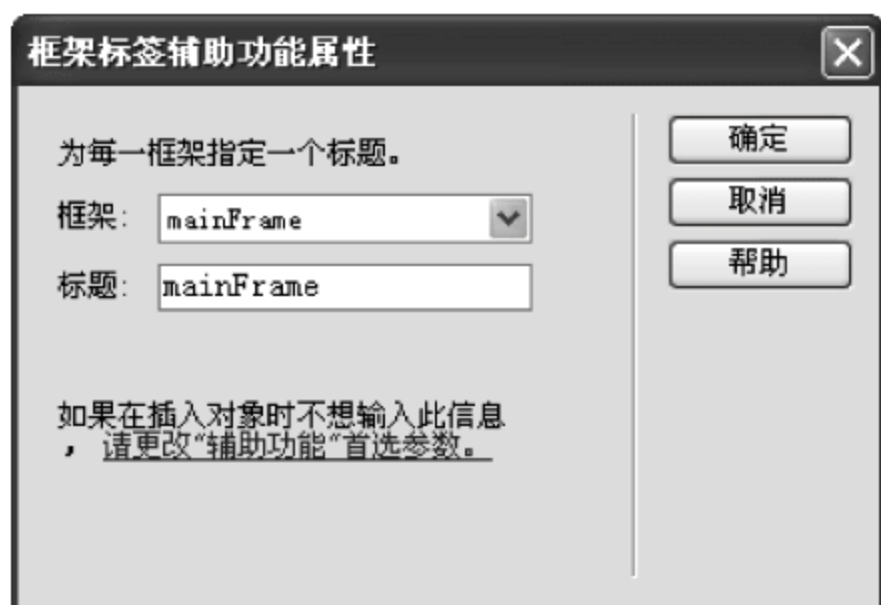 框架标签辅助功能属性
为每一框架指定一个标题。
框架:
mainFrame
标题:
mainFrame
如果在插入对象时不想输入此信息
，请更改“辅助功能”首选参数。
确定
取消
帮助